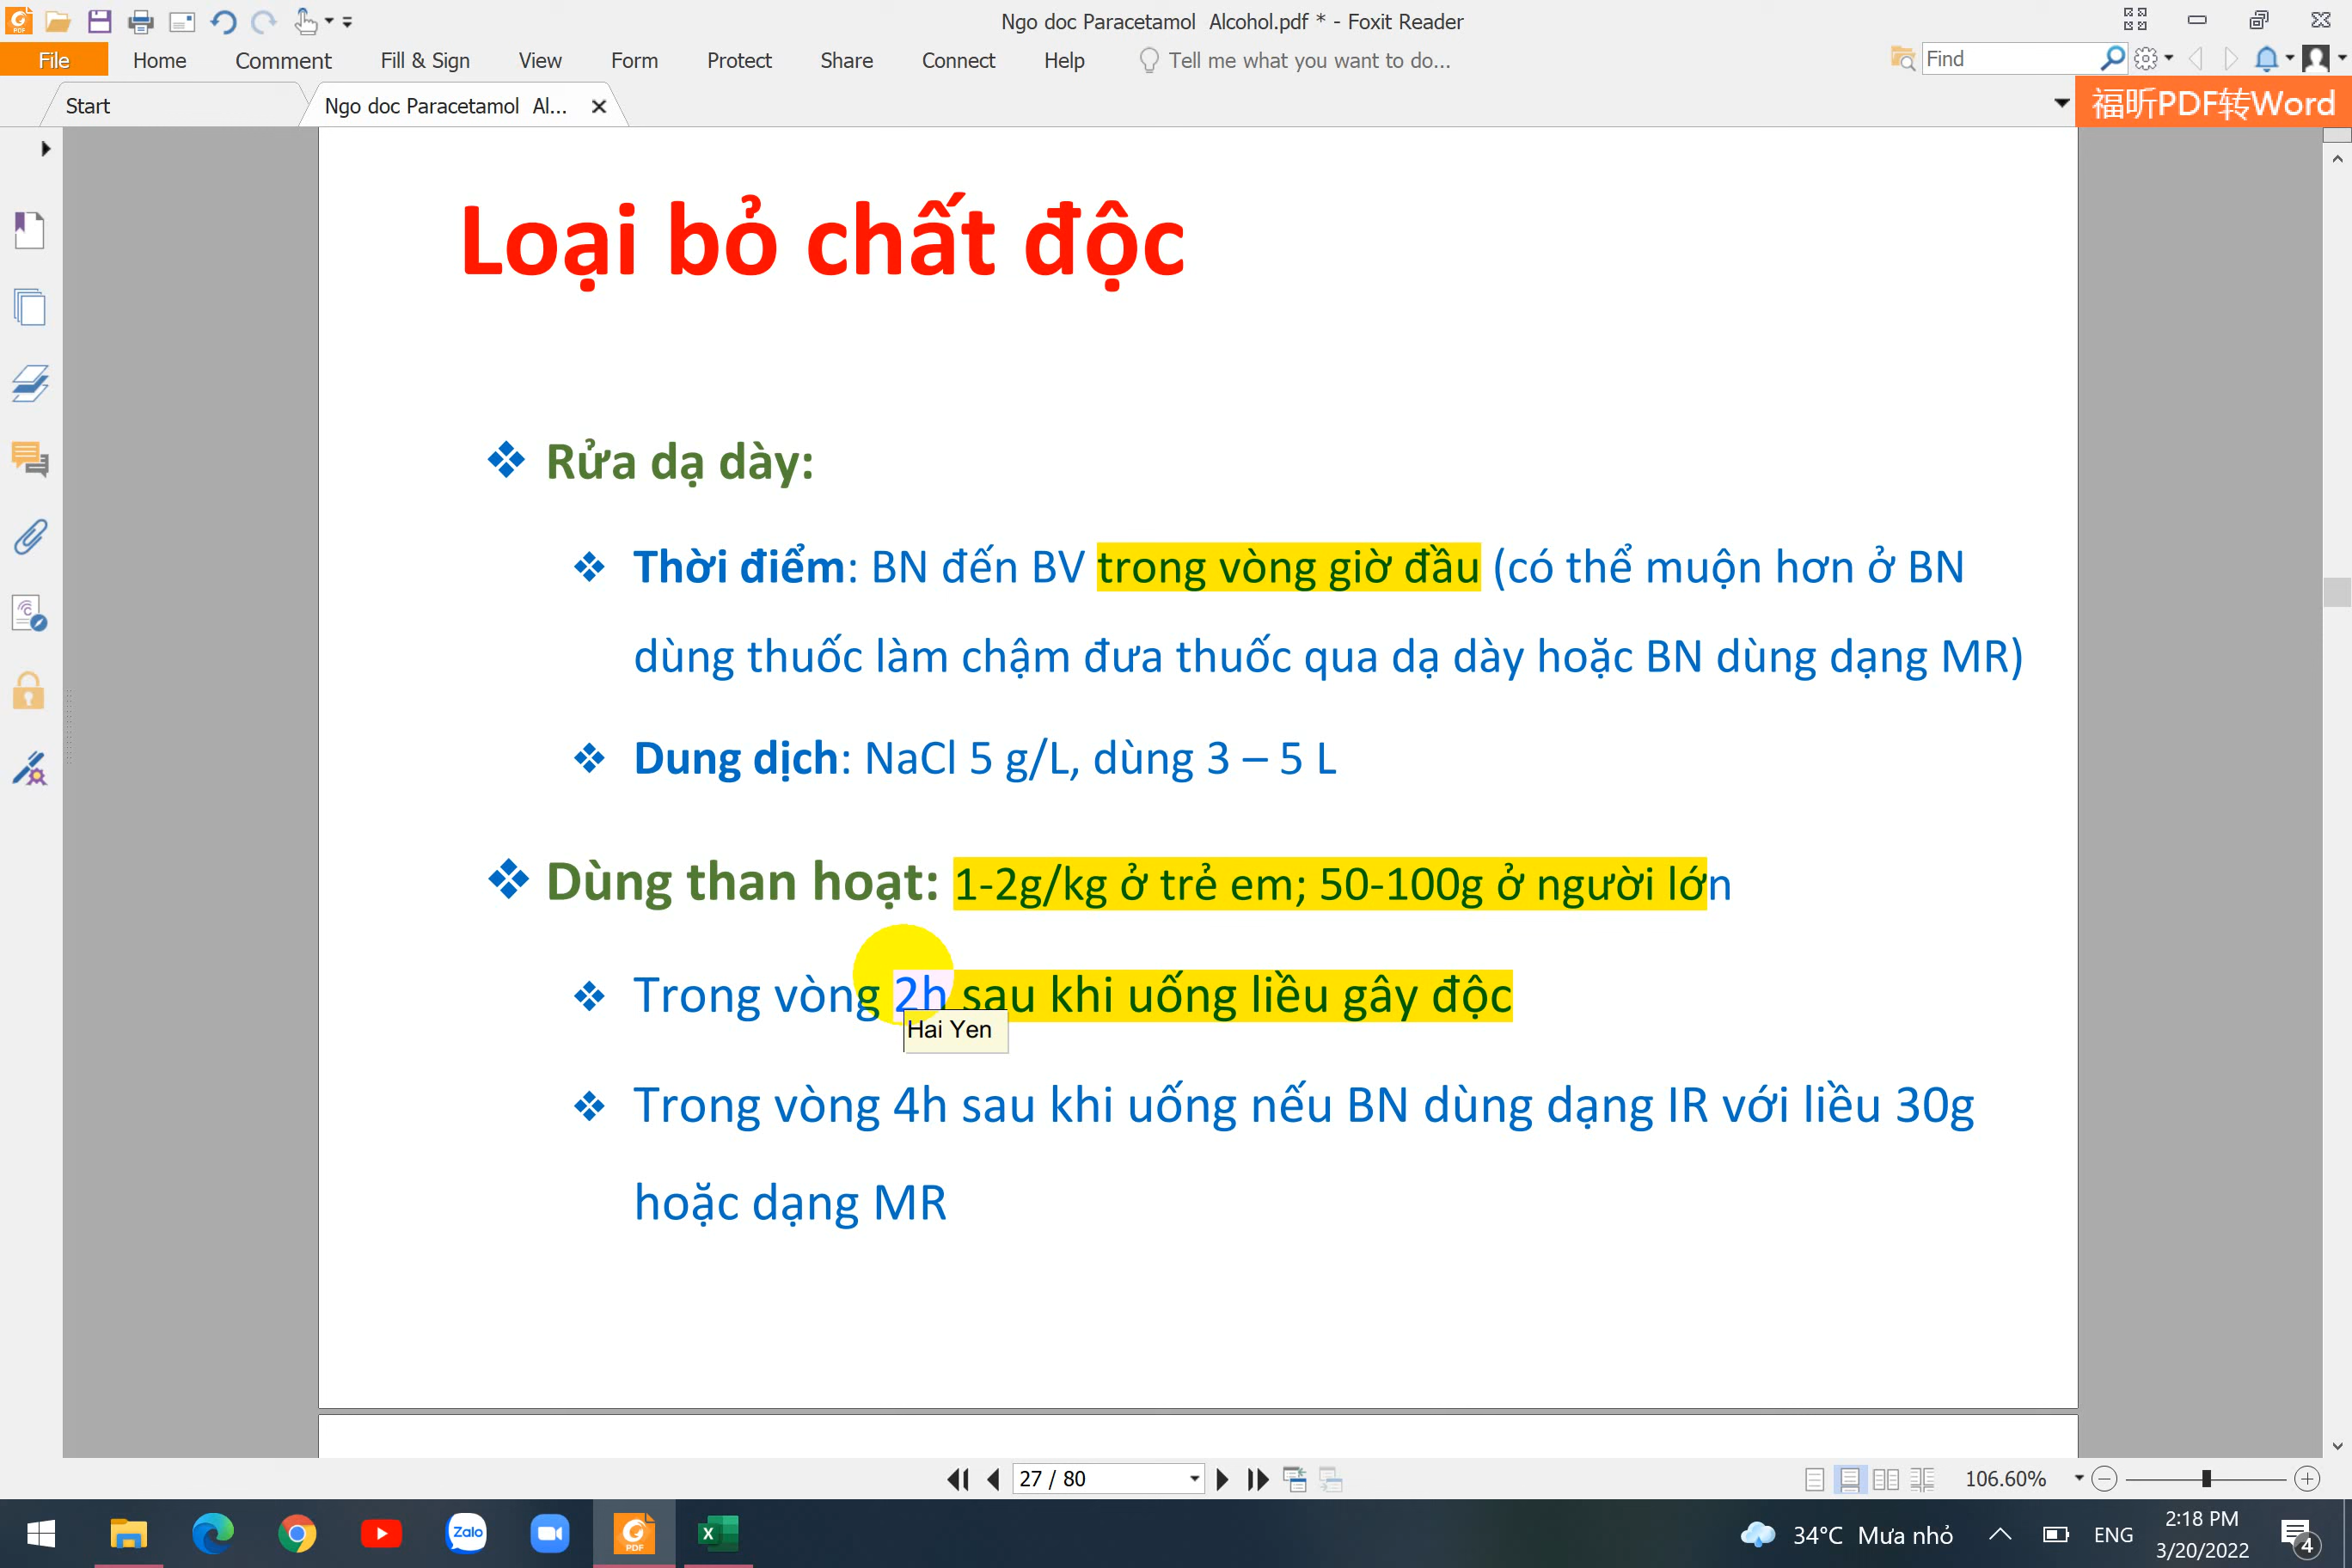 Ngo doc Paracetamol  Alcohol.pdf * - Foxit Reader
File Home Comment Fill & Sign View Form Protect Share Connect Help Tell me what you want to do... Find
Start Ngo doc Paracetamol  Al... 福昕PDF转Word
Loại bỏ chất độc
Rửa dạ dày:
Thời điểm: BN đến BV trong vòng giờ đầu (có thể muộn hơn ở BN
dùng thuốc làm chậm đưa thuốc qua dạ dày hoặc BN dùng dạng MR)
Dung dịch: NaCl 5 g/L, dùng 3 – 5 L
Dùng than hoạt: 1-2g/kg ở trẻ em; 50-100g ở người lớn
Trong vòng 2h sau khi uống liều gây độc
Hai Yen
Trong vòng 4h sau khi uống nếu BN dùng dạng IR với liều 30g
hoặc dạng MR
27 / 80 106.60%
Zalo PDF X 34°C Mưa nhỏ ENG 2:18 PM
3/20/2022 4